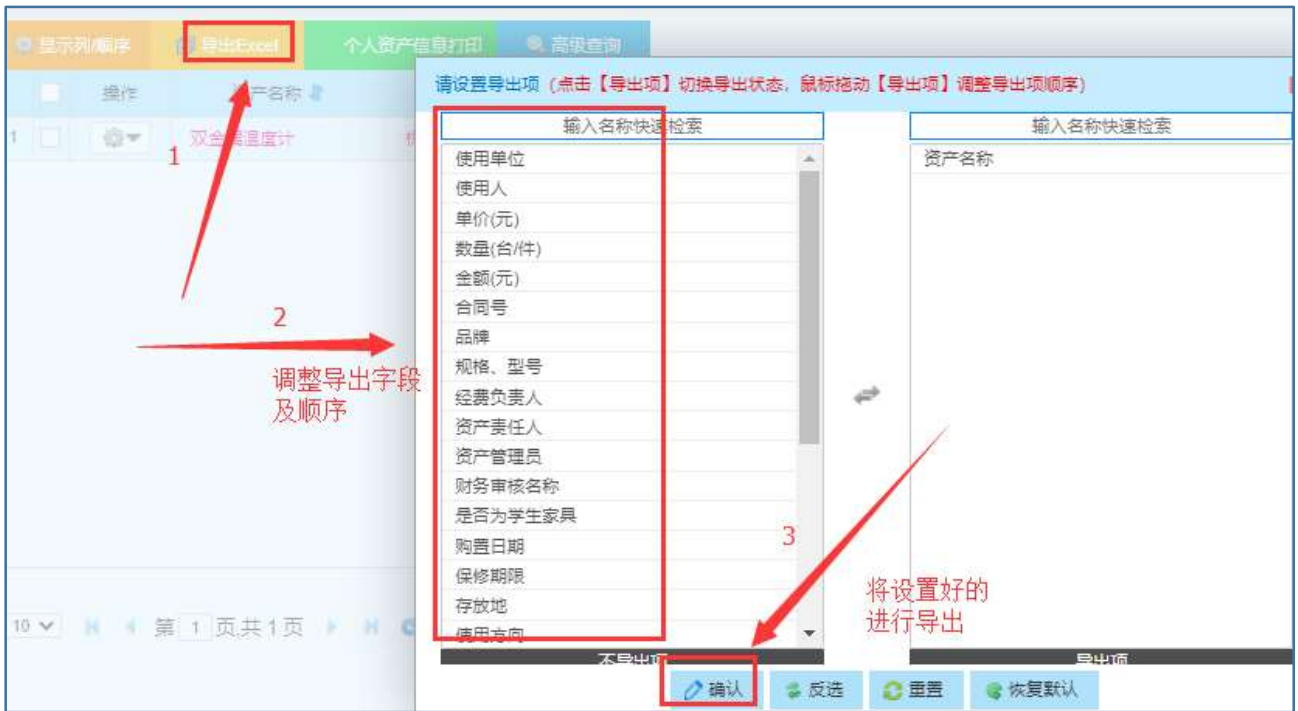 显示列/顺序 导出Excel 个人资产信息打印 高级查询
操作 资产名称
1 双金属温度计
1
2
调整导出字段
及顺序
10 第 1 页,共 1 页
请设置导出项（点击【导出项】切换导出状态，鼠标拖动【导出项】调整导出项顺序）
输入名称快速检索
使用单位
使用人
单价(元)
数量(台/件)
金额(元)
合同号
品牌
规格、型号
经费负责人
资产责任人
资产管理员
财务审核名称
是否为学生家具
购置日期
保修期限
存放地
使用方向
不导出项
输入名称快速检索
资产名称
导出项
3
将设置好的
进行导出
确认 反选 重置 恢复默认